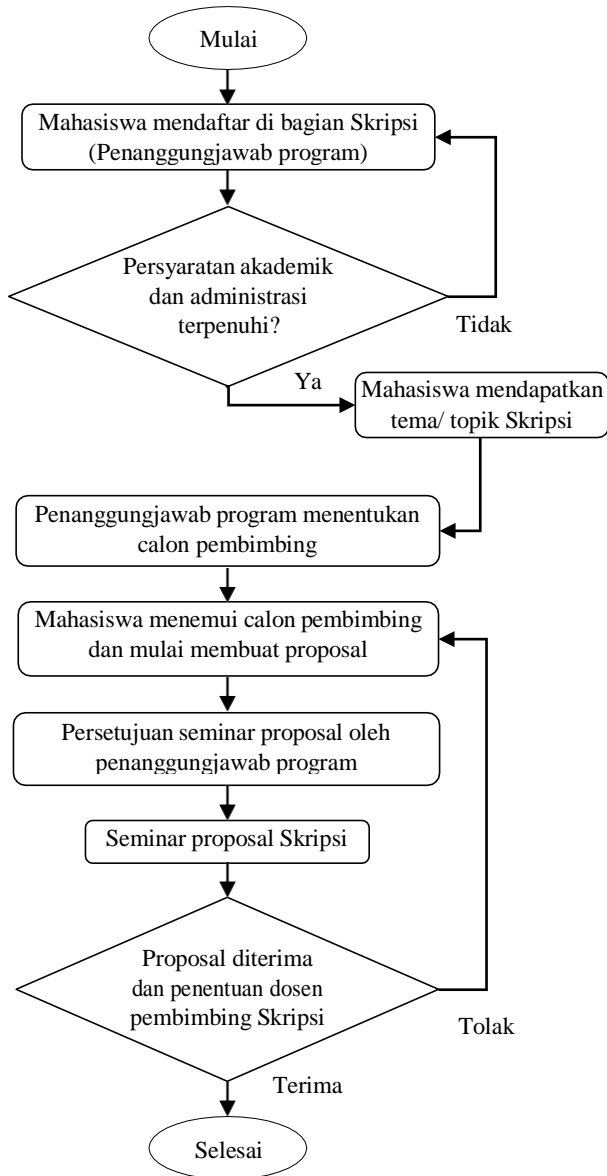 Mulai
Mahasiswa mendaftar di bagian Skripsi
(Penanggungjawab program)
Persyaratan akademik
dan administrasi
terpenuhi?
Tidak
Ya
Mahasiswa mendapatkan
tema/ topik Skripsi
Penanggungjawab program menentukan
calon pembimbing
Mahasiswa menemui calon pembimbing
dan mulai membuat proposal
Persetujuan seminar proposal oleh
penanggungjawab program
Seminar proposal Skripsi
Proposal diterima
dan penentuan dosen
pembimbing Skripsi
Tolak
Terima
Selesai